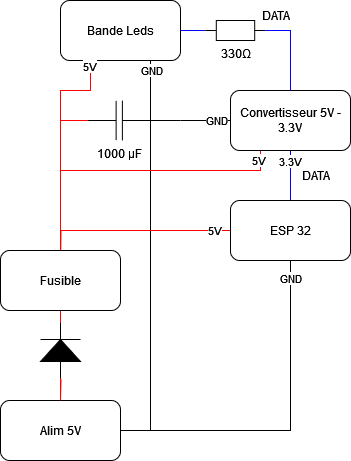 DATA
Bande Leds
330Ω
5V
GND
Convertisseur 5V -
3.3V
GND
1000 µF
5V
3.3V
DATA
5V
ESP 32
GND
Fusible
Alim 5V